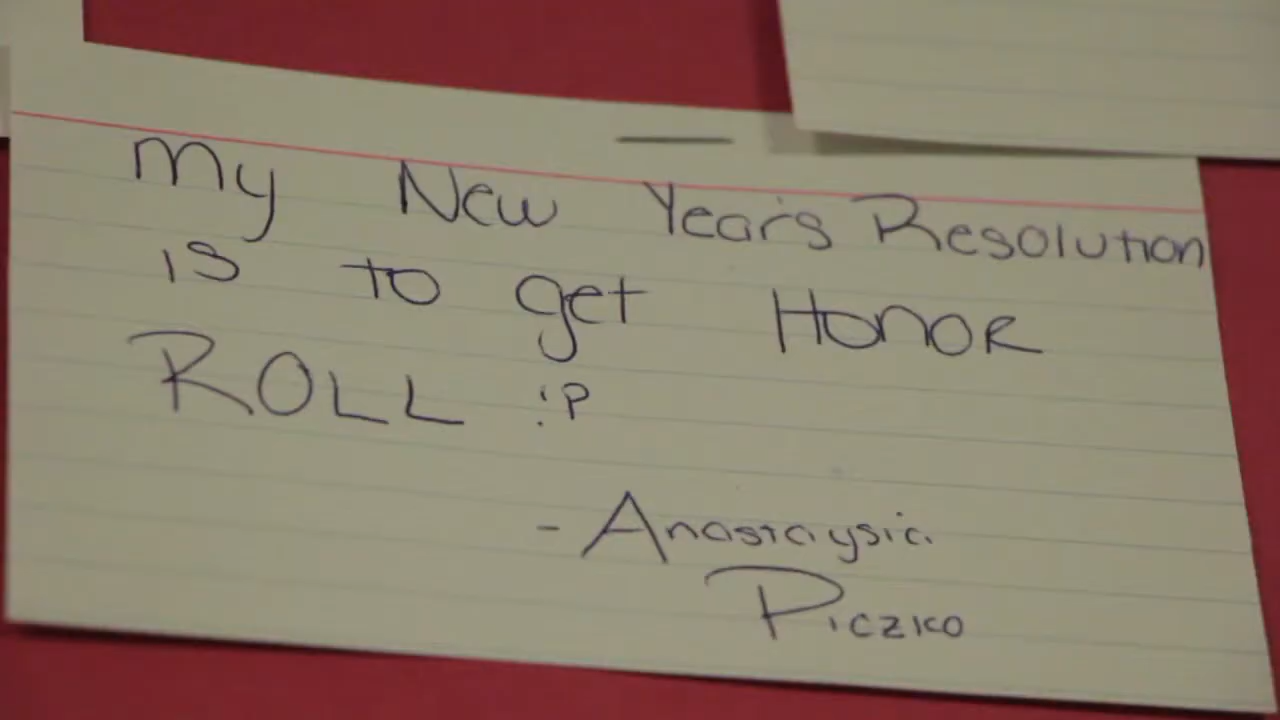 My New Year's Resolution
is to get Honor
ROLL :P
- Anastaysia
Piczko